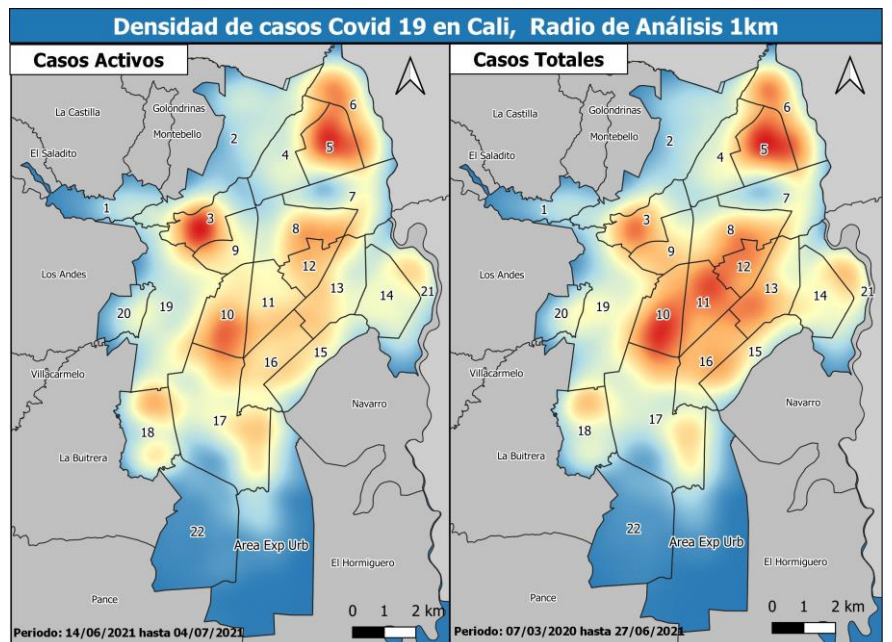 Densidad de casos Covid 19 en Cali, Radio de Análisis 1km
Casos Activos
La Castilla
Golondrinas
Montebello
El Saladito
Los Andes
Villacarmelo
La Buitrera
Pance
Navarro
El Hormiguero
Area Exp Urb
1
2
3
4
5
6
7
8
9
10
11
12
13
14
15
16
17
18
19
20
21
22
0 1 2 km
Periodo: 14/06/2021 hasta 04/07/2021
Casos Totales
La Castilla
Golondrinas
Montebello
El Saladito
Los Andes
Villacarmelo
La Buitrera
Pance
Navarro
El Hormiguero
Area Exp Urb
1
2
3
4
5
6
7
8
9
10
11
12
13
14
15
16
17
18
19
20
21
22
0 1 2 km
Periodo: 07/03/2020 hasta 27/06/2021